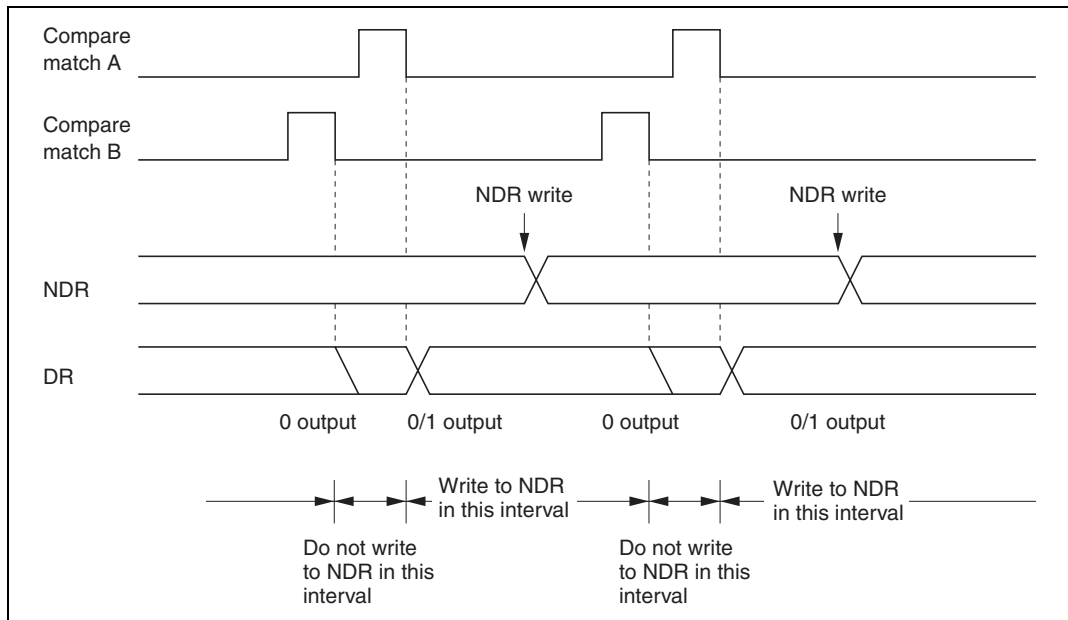 Compare
match A
Compare
match B
NDR write
NDR write
NDR
DR
0 output
0/1 output
0 output
0/1 output
Write to NDR
in this interval
Write to NDR
in this interval
Do not write
to NDR in this
interval
Do not write
to NDR in this
interval